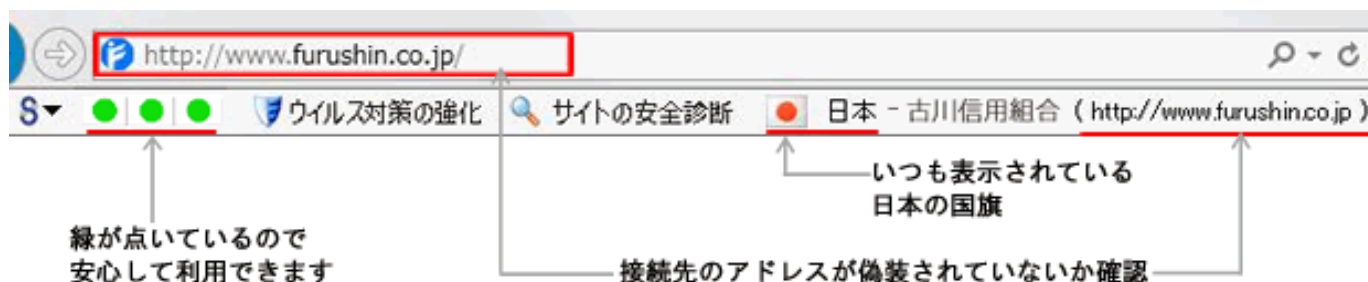 http://www.furushin.co.jp/
S ウイルス対策の強化 サイトの安全診断 日本 - 古川信用組合 ( http://www.furushin.co.jp )
いつも表示されている
日本の国旗
緑が点いているので
安心して利用できます
接続先のアドレスが偽装されていないか確認